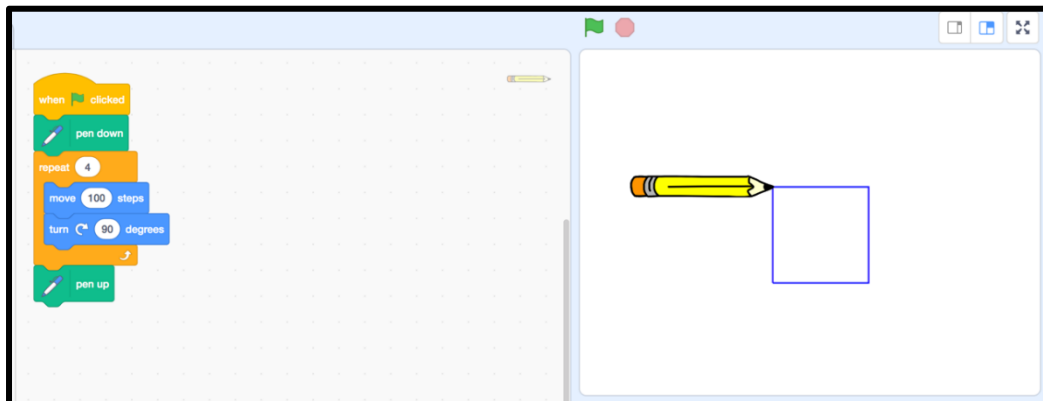 when clicked
pen down
repeat 4
move 100 steps
turn 90 degrees
pen up